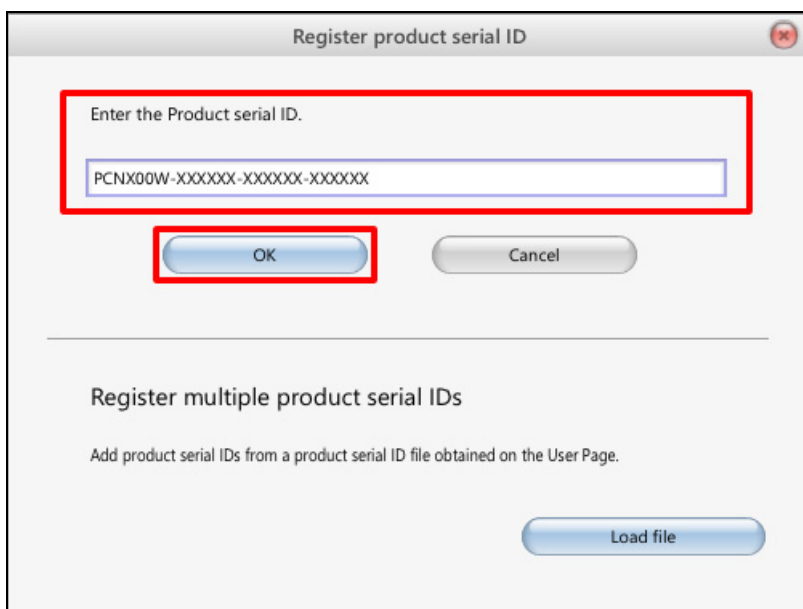 Register product serial ID
Enter the Product serial ID.
PCNX00W-XXXXXX-XXXXXX-XXXXXX
OK
Cancel
Register multiple product serial IDs
Add product serial IDs from a product serial ID file obtained on the User Page.
Load file